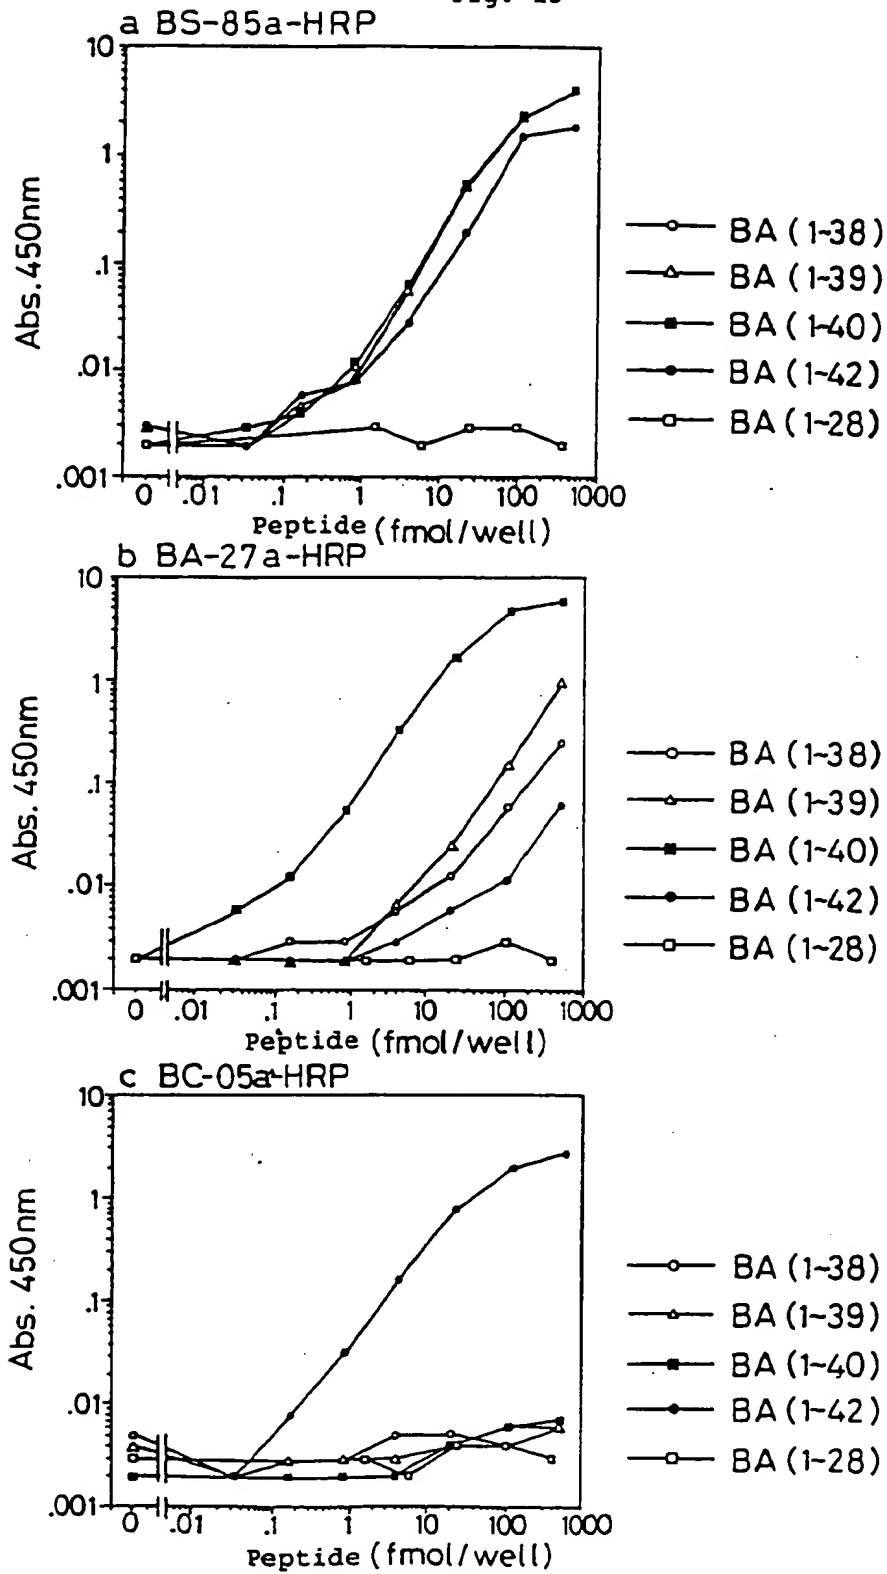 a BS-85a-HRP
10
1
.1
.01
.001
Abs. 450nm
0 .01 .1 1 10 100 1000
Peptide (fmol/well)
BA (1~38)
BA (1~39)
BA (1~40)
BA (1~42)
BA (1~28)
b BA-27a-HRP
10
1
.1
.01
.001
Abs. 450nm
0 .01 .1 1 10 100 1000
Peptide (fmol/well)
BA (1~38)
BA (1~39)
BA (1~40)
BA (1~42)
BA (1~28)
c BC-05a-HRP
10
1
.1
.01
.001
Abs. 450nm
0 .01 .1 1 10 100 1000
Peptide (fmol/well)
BA (1~38)
BA (1~39)
BA (1~40)
BA (1~42)
BA (1~28)